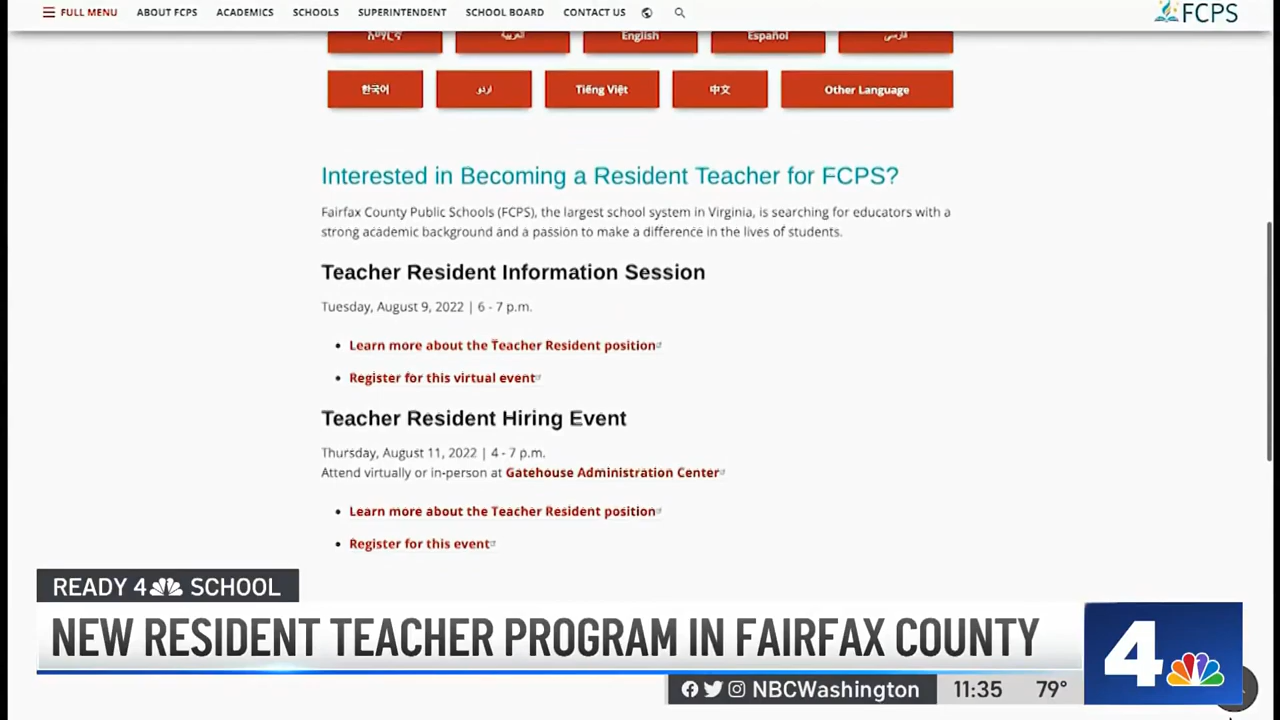 FULL MENU ABOUT FCPS ACADEMICS SCHOOLS SUPERINTENDENT SCHOOL BOARD CONTACT US
FCPS
አማርኛ العربية English Español فارسی
한국어 اردو Tiếng Việt 中文 Other Language
Interested in Becoming a Resident Teacher for FCPS?
Fairfax County Public Schools (FCPS), the largest school system in Virginia, is searching for educators with a
strong academic background and a passion to make a difference in the lives of students.
Teacher Resident Information Session
Tuesday, August 9, 2022 | 6 - 7 p.m.
• Learn more about the Teacher Resident position
• Register for this virtual event
Teacher Resident Hiring Event
Thursday, August 11, 2022 | 4 - 7 p.m.
Attend virtually or in-person at Gatehouse Administration Center
• Learn more about the Teacher Resident position
• Register for this event
READY 4 SCHOOL
NEW RESIDENT TEACHER PROGRAM IN FAIRFAX COUNTY
4
NBCWashington 11:35 79°